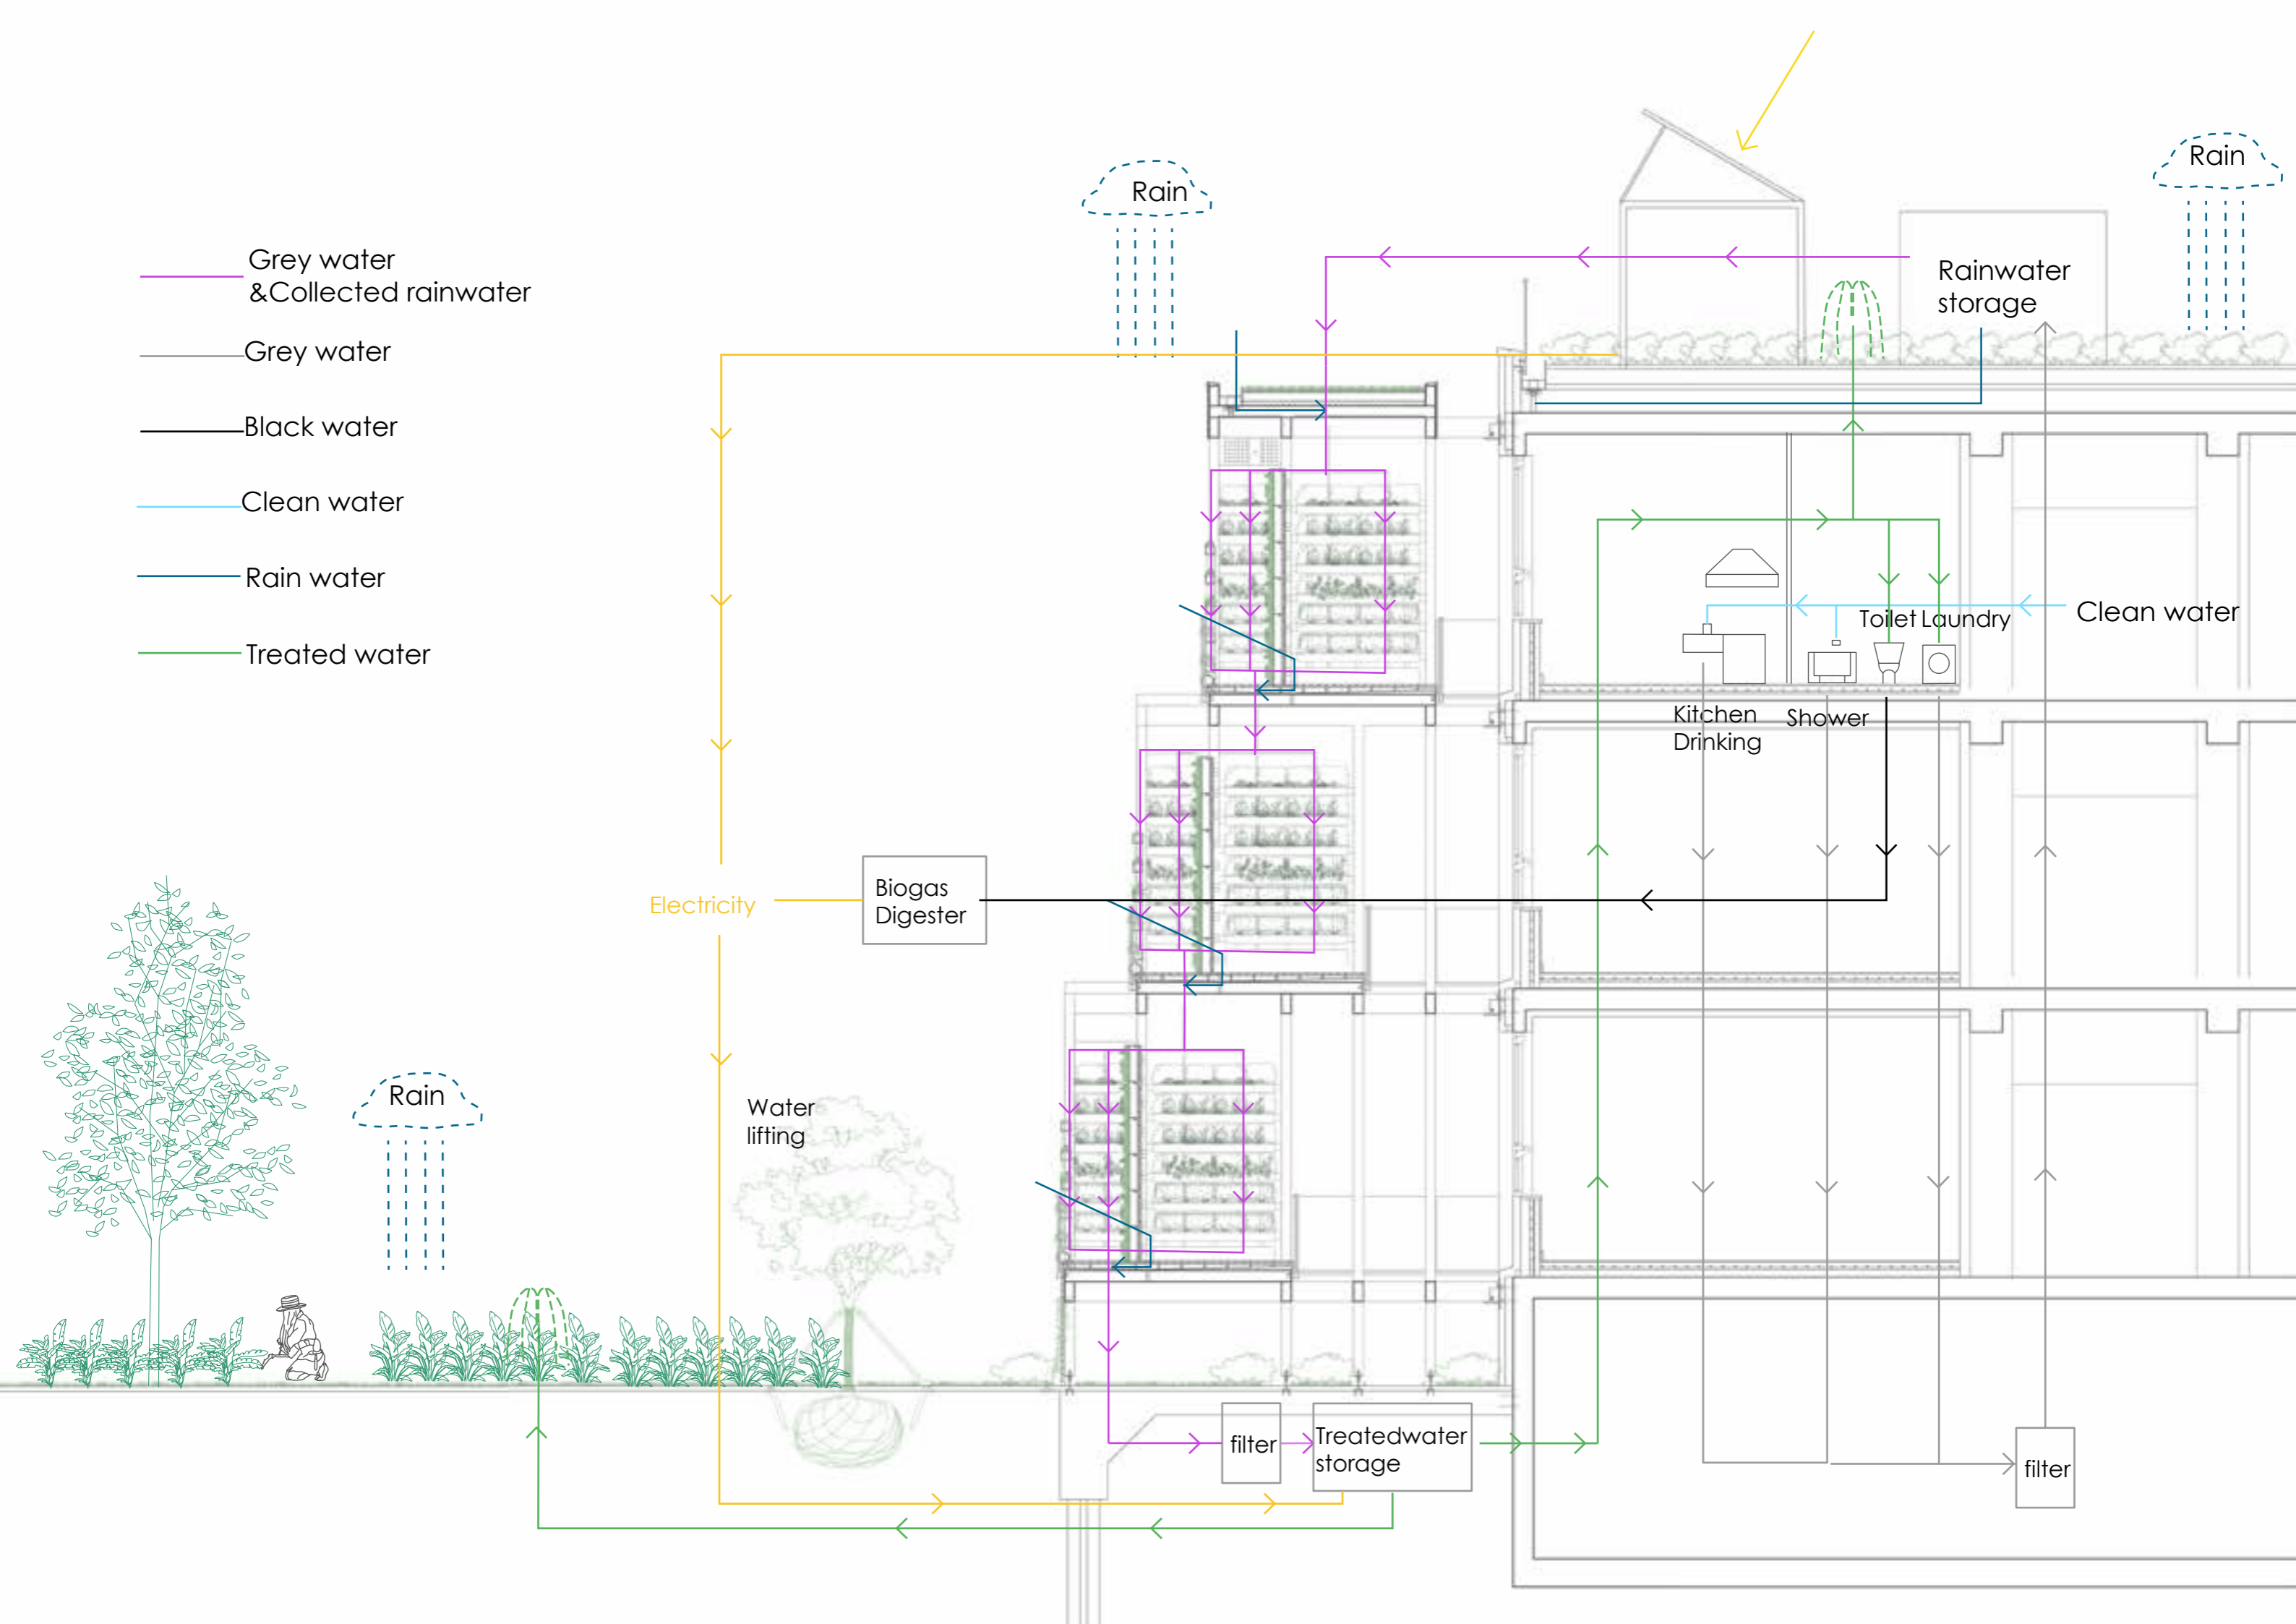 Rain
Rain
Grey water
&Collected rainwater
Rainwater
storage
Grey water
Black water
Clean water
Rain water
Treated water
Toilet Laundry
Clean water
Kitchen
Drinking
Shower
Electricity
Biogas
Digester
Rain
Water
lifting
filter
Treatedwater
storage
filter